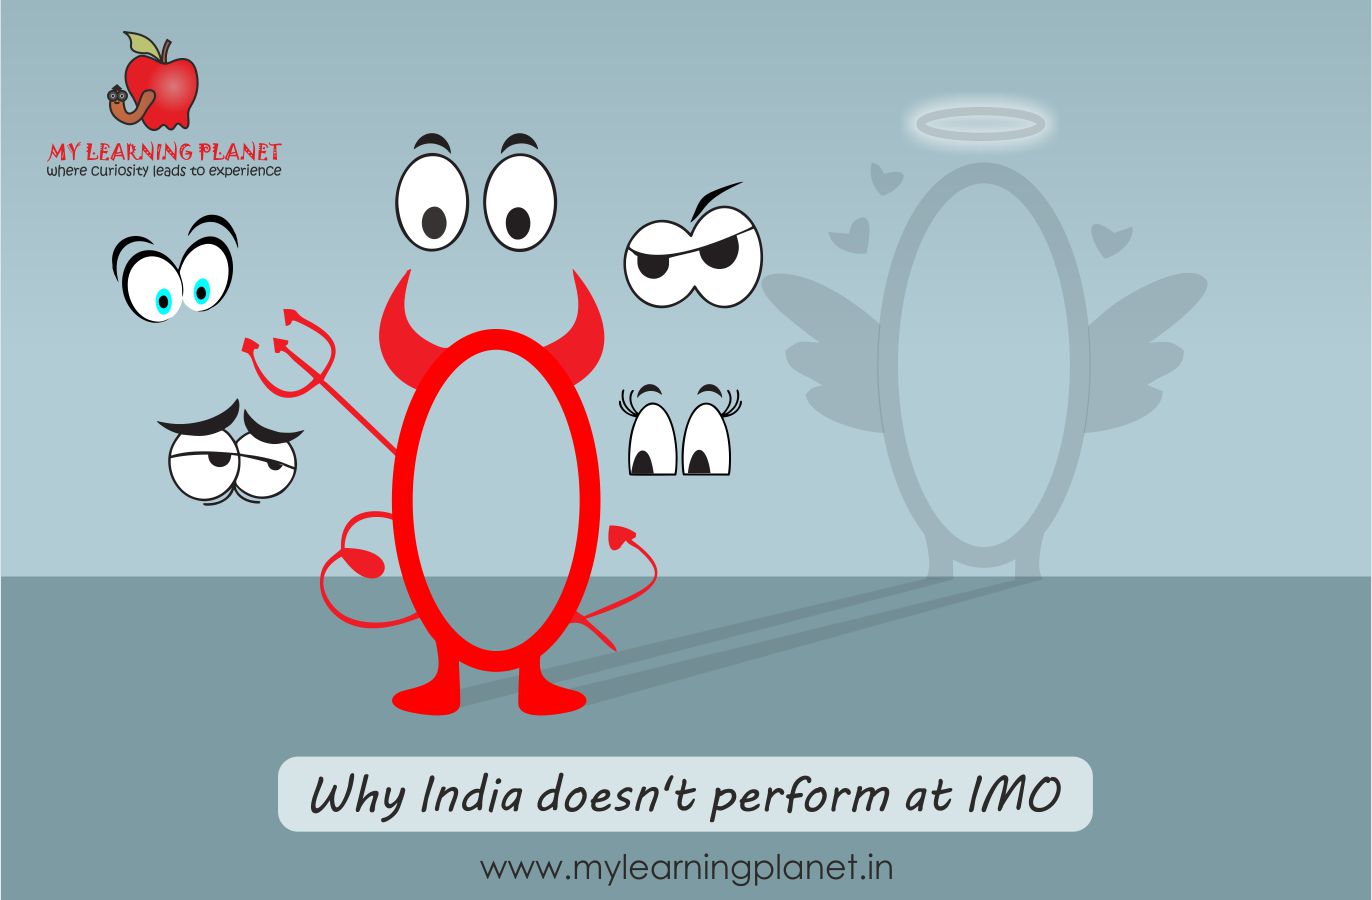 MY LEARNING PLANET
where curiosity leads to experience
Why India doesn't perform at IMO
www.mylearningplanet.in